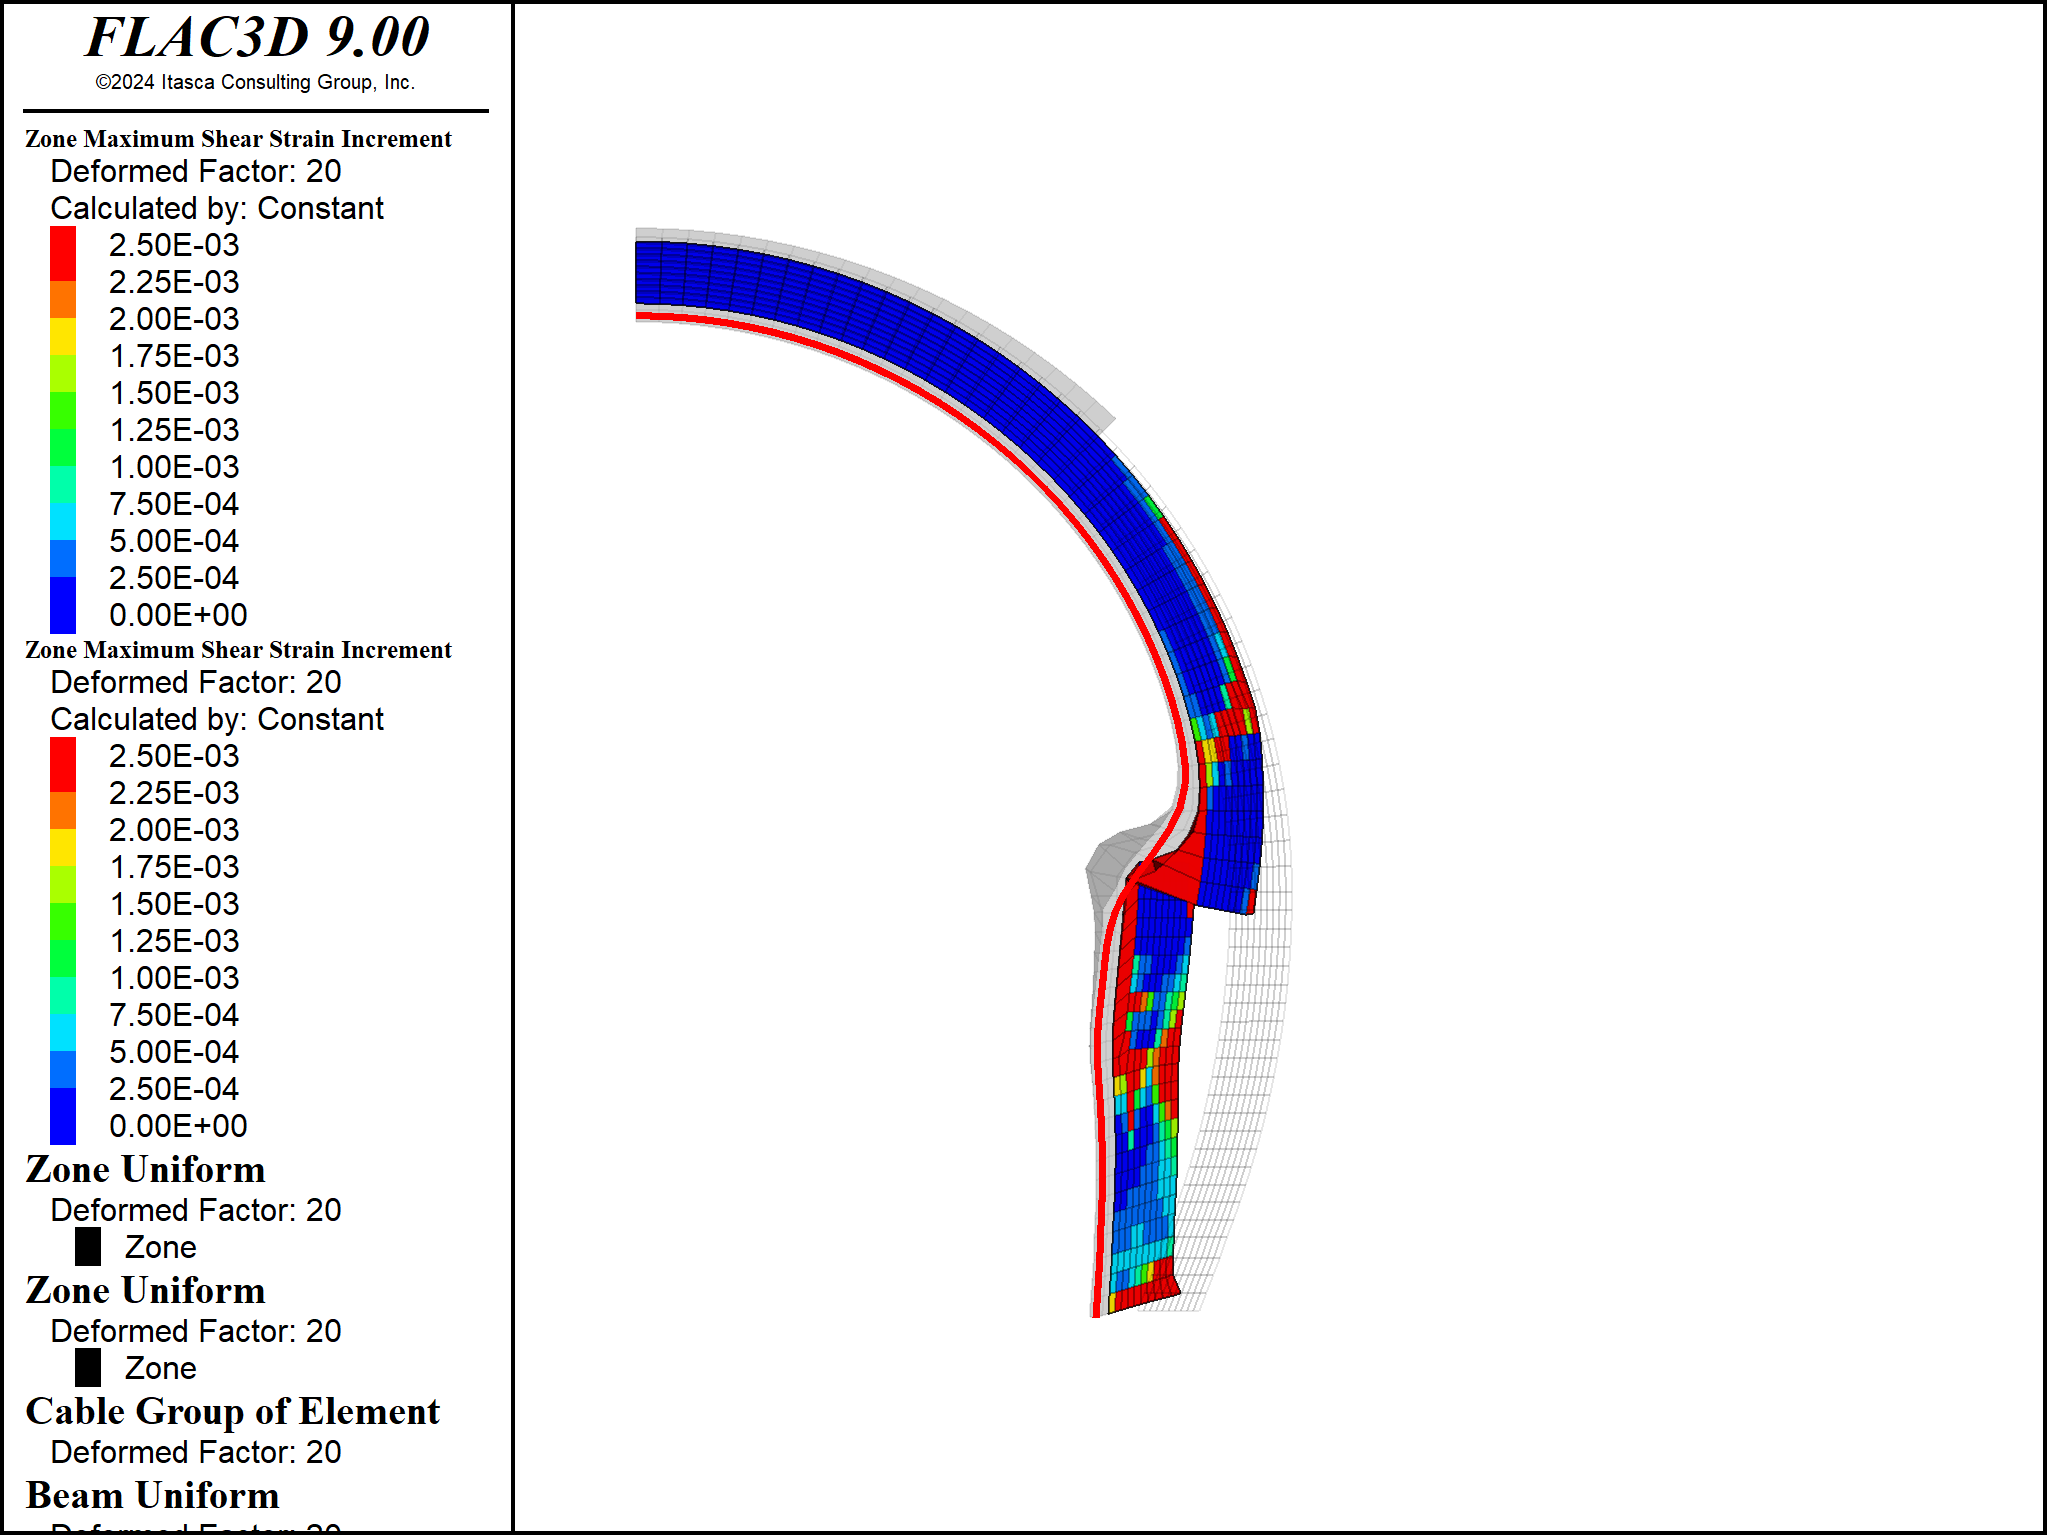 FLAC3D 9.00
©2024 Itasca Consulting Group, Inc.
Zone Maximum Shear Strain Increment
Deformed Factor: 20
Calculated by: Constant
2.50E-03
2.25E-03
2.00E-03
1.75E-03
1.50E-03
1.25E-03
1.00E-03
7.50E-04
5.00E-04
2.50E-04
0.00E+00
Zone Maximum Shear Strain Increment
Deformed Factor: 20
Calculated by: Constant
2.50E-03
2.25E-03
2.00E-03
1.75E-03
1.50E-03
1.25E-03
1.00E-03
7.50E-04
5.00E-04
2.50E-04
0.00E+00
Zone Uniform
Deformed Factor: 20
Zone
Zone Uniform
Deformed Factor: 20
Zone
Cable Group of Element
Deformed Factor: 20
Beam Uniform